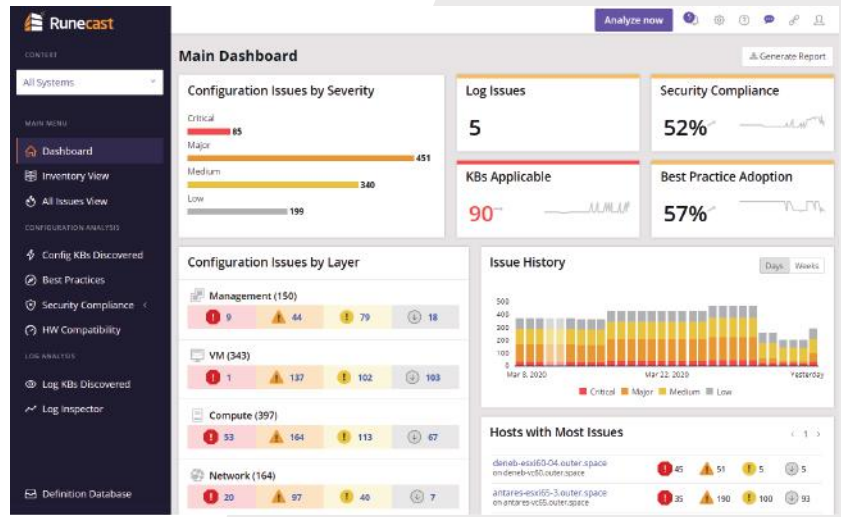 Runecast
Analyze now
CONTEXT
All Systems
MAIN MENU
Dashboard
Inventory View
All Issues View
CONFIGURATION ANALYSIS
Config KBs Discovered
Best Practices
Security Compliance
HW Compatibility
LOG ANALYSIS
Log KBs Discovered
Log Inspector
Definition Database
Main Dashboard
Generate Report
Configuration Issues by Severity
Critical
85
Major
451
Medium
340
Low
199
Log Issues
5
Security Compliance
52%
KBs Applicable
90
Best Practice Adoption
57%
Configuration Issues by Layer
Management (150)
9 44 79 18
VM (343)
1 137 102 103
Compute (397)
53 164 113 67
Network (164)
20 97 40 7
Issue History
Days Weeks
500
400
300
200
100
0
Mar 8, 2020 Mar 22, 2020 Yesterday
Critical Major Medium Low
Hosts with Most Issues
1
deneb-esxi60-04.outer.space
on deneb-vc60.outer.space
45 51 5 5
antares-esxi65-3.outer.space
on antares-vc65.outer.space
35 190 100 93